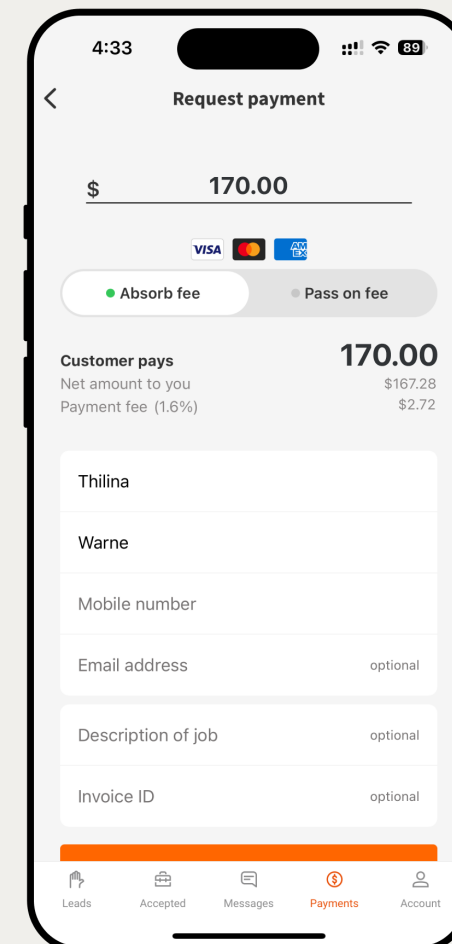 4:33 89
Request payment
$ 170.00
VISA AM EX
Absorb fee Pass on fee
Customer pays 170.00
Net amount to you $167.28
Payment fee (1.6%) $2.72
Thilina
Warne
Mobile number
Email address optional
Description of job optional
Invoice ID optional
Leads Accepted Messages Payments Account